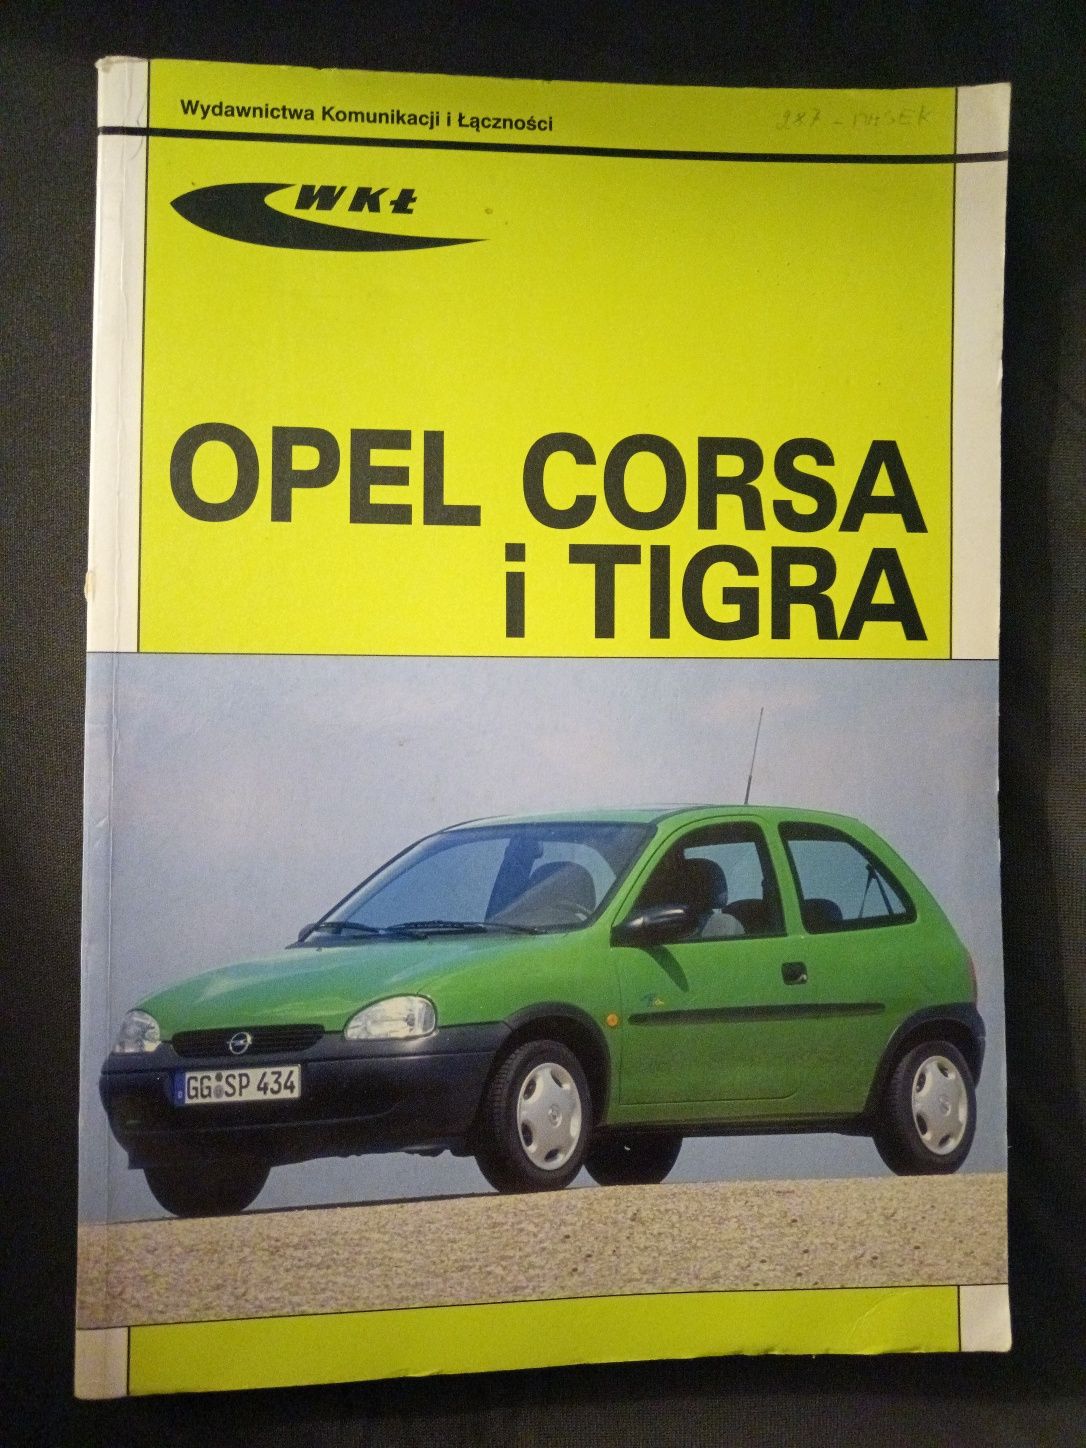 Wydawnictwa Komunikacji i Łączności
WKŁ
OPEL CORSA
i TIGRA
GG SP 434